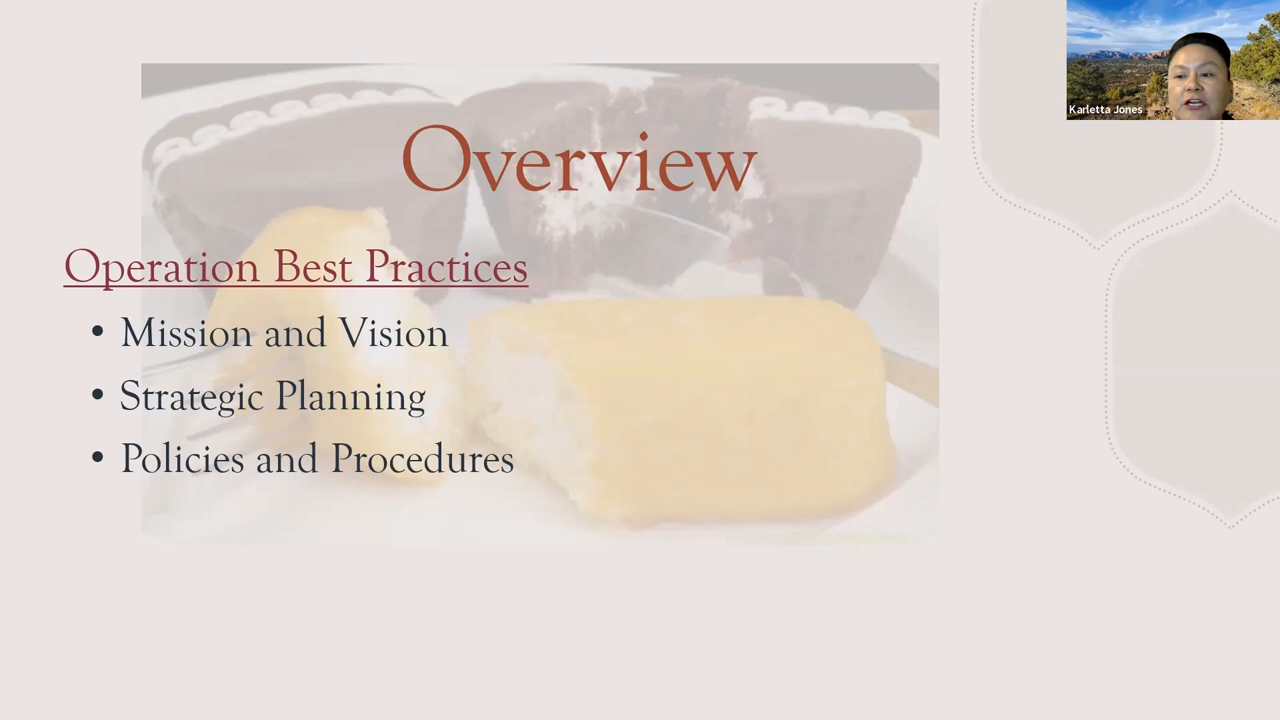 Karletta Jones
Overview
Operation Best Practices
• Mission and Vision
• Strategic Planning
• Policies and Procedures